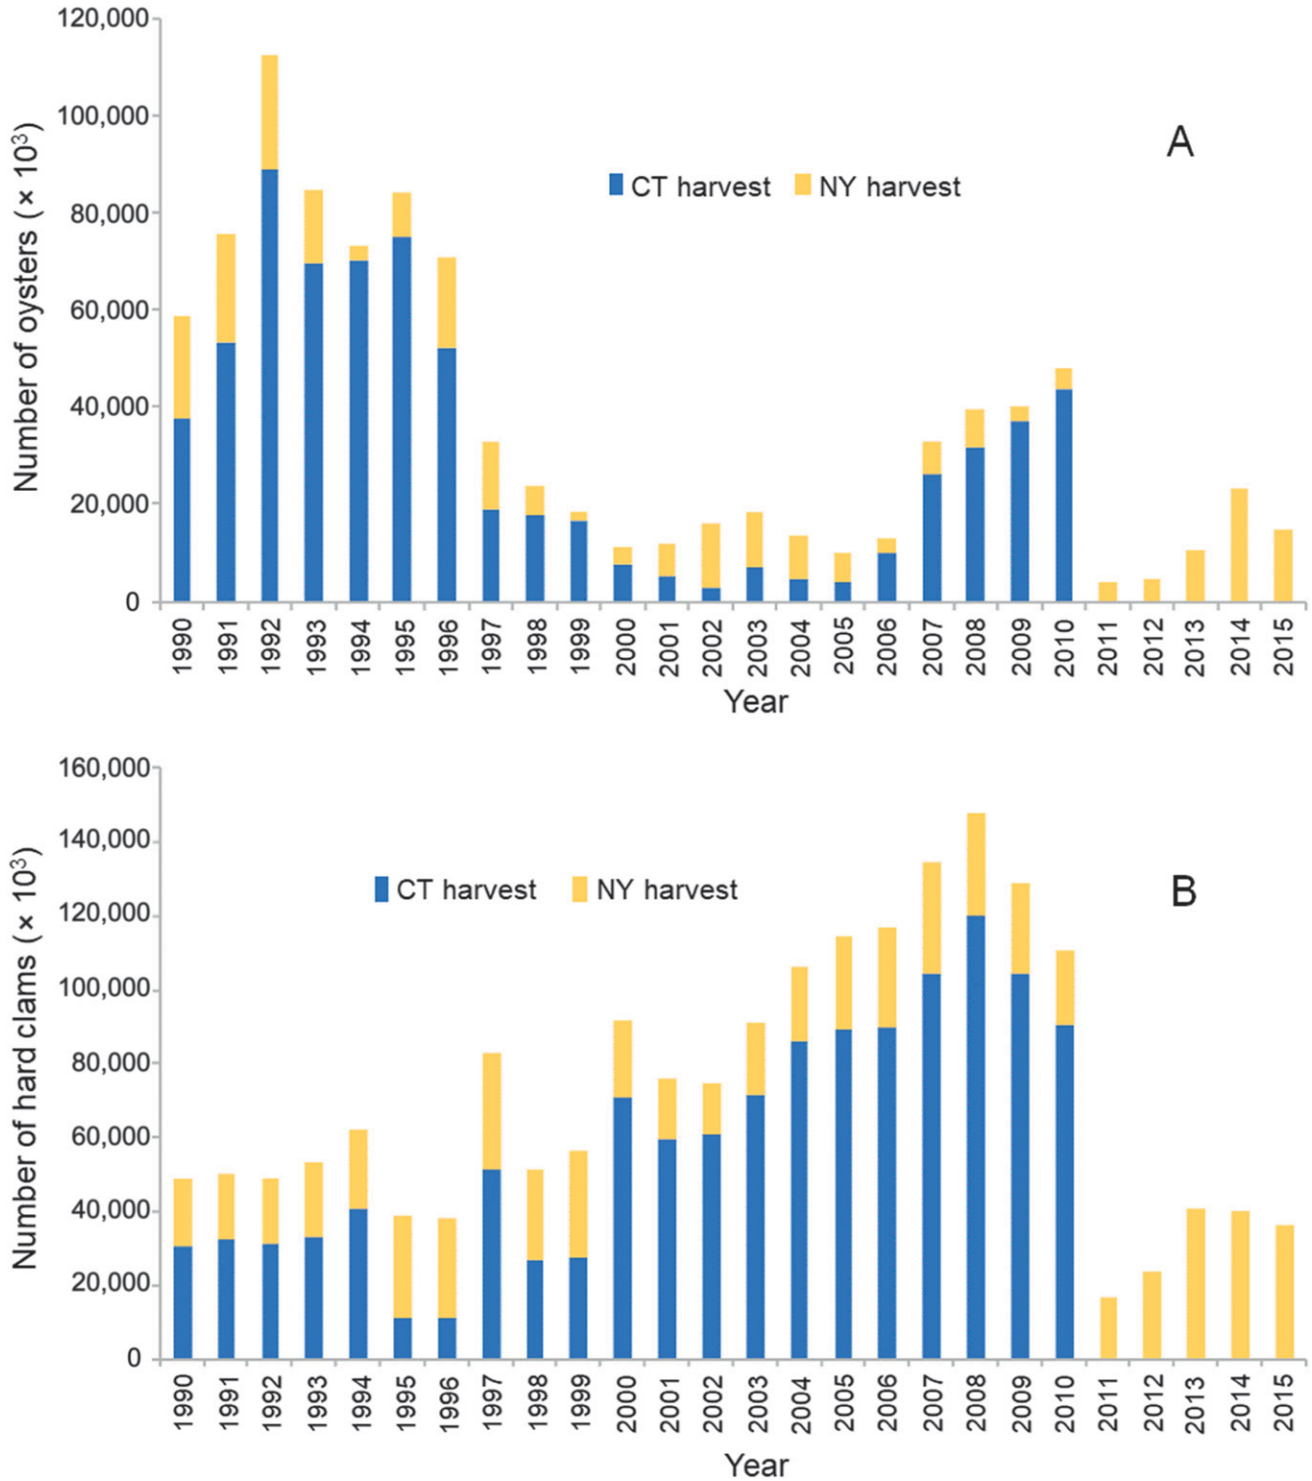 120,000
100,000
80,000
60,000
40,000
20,000
0
Number of oysters (× 10³)
A
CT harvest NY harvest
1990 1991 1992 1993 1994 1995 1996 1997 1998 1999 2000 2001 2002 2003 2004 2005 2006 2007 2008 2009 2010 2011 2012 2013 2014 2015
Year
160,000
140,000
120,000
100,000
80,000
60,000
40,000
20,000
0
Number of hard clams (× 10³)
CT harvest NY harvest
B
1990 1991 1992 1993 1994 1995 1996 1997 1998 1999 2000 2001 2002 2003 2004 2005 2006 2007 2008 2009 2010 2011 2012 2013 2014 2015
Year